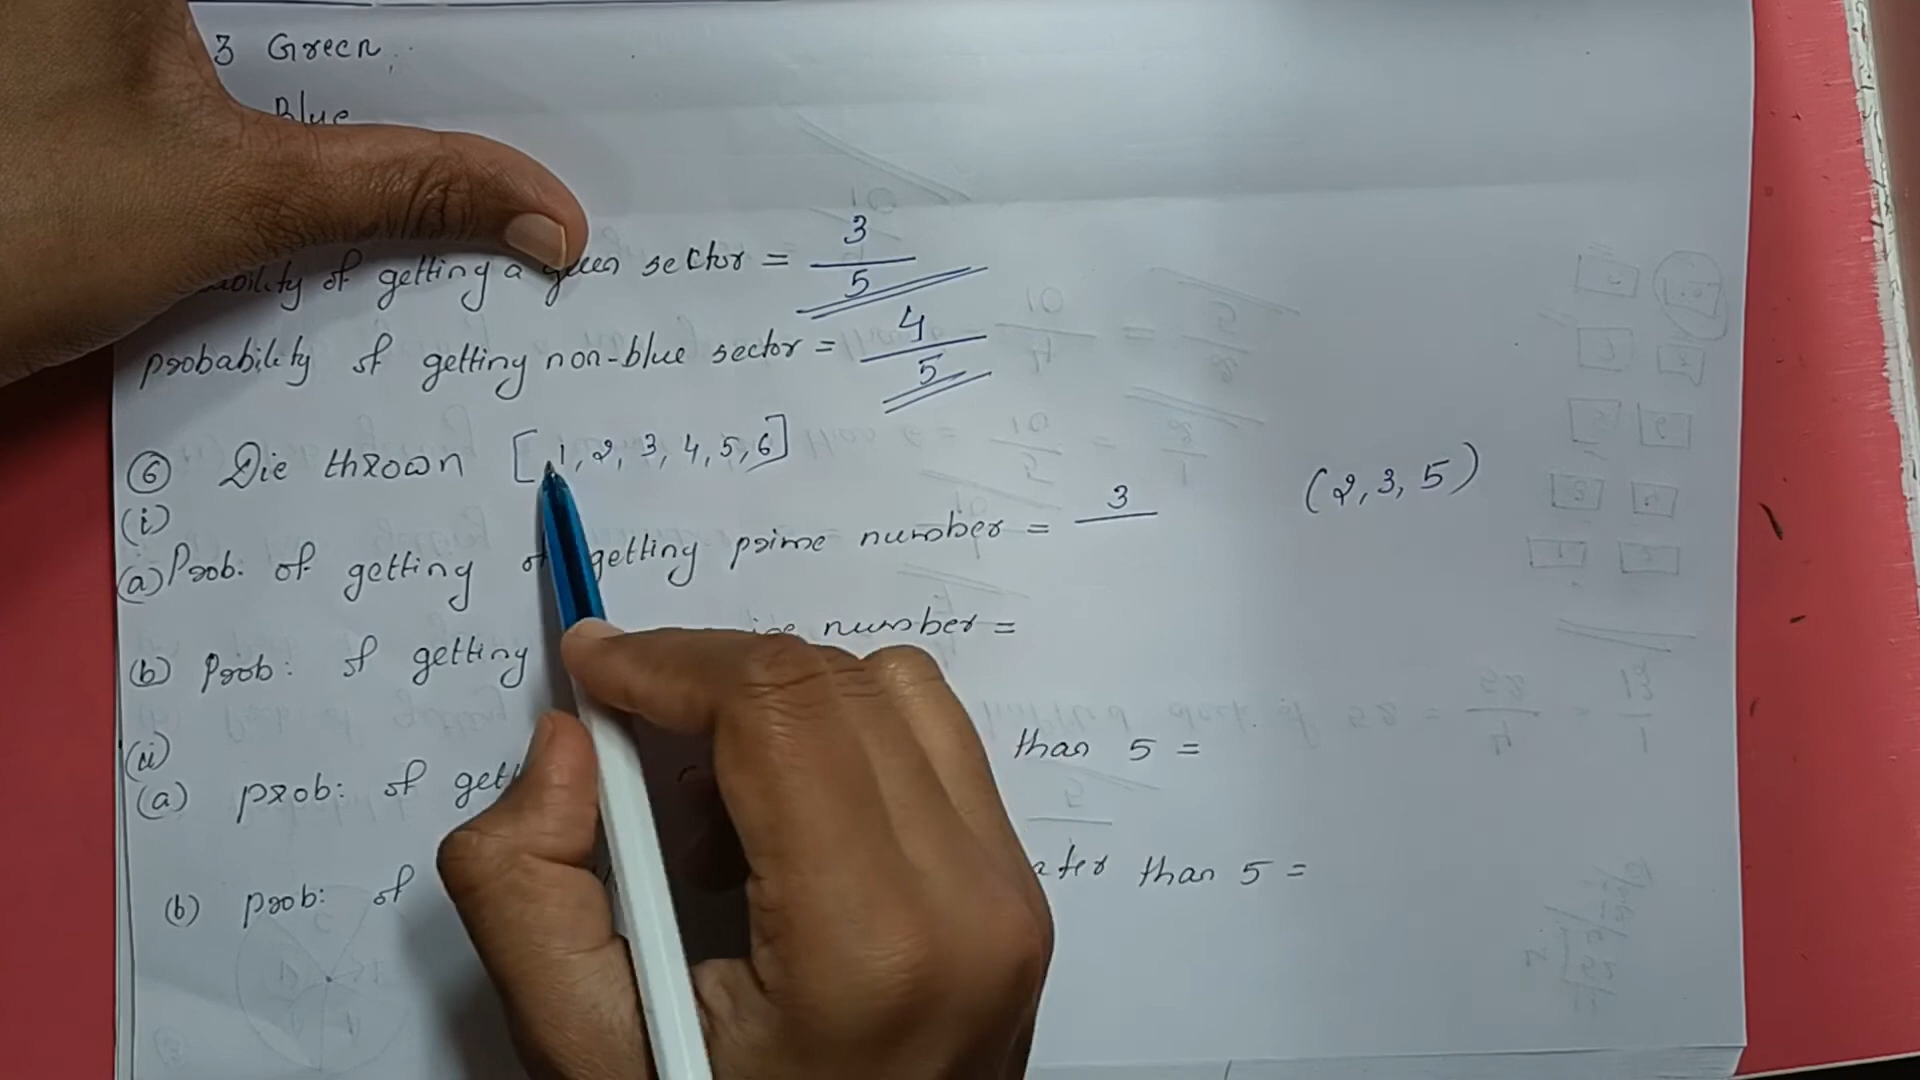 3 Green,
Blue
of getting a green sector = 3/5
probability of getting non-blue sector = 4/5
⑥ Die thrown [1, 2, 3, 4, 5, 6]
(i)
(a) Prob. of getting of getting prime number = 3 (2, 3, 5)
(b) prob: of getting number =
(ii)
(a) prob: of than 5 =
(b) prob: of than 5 =